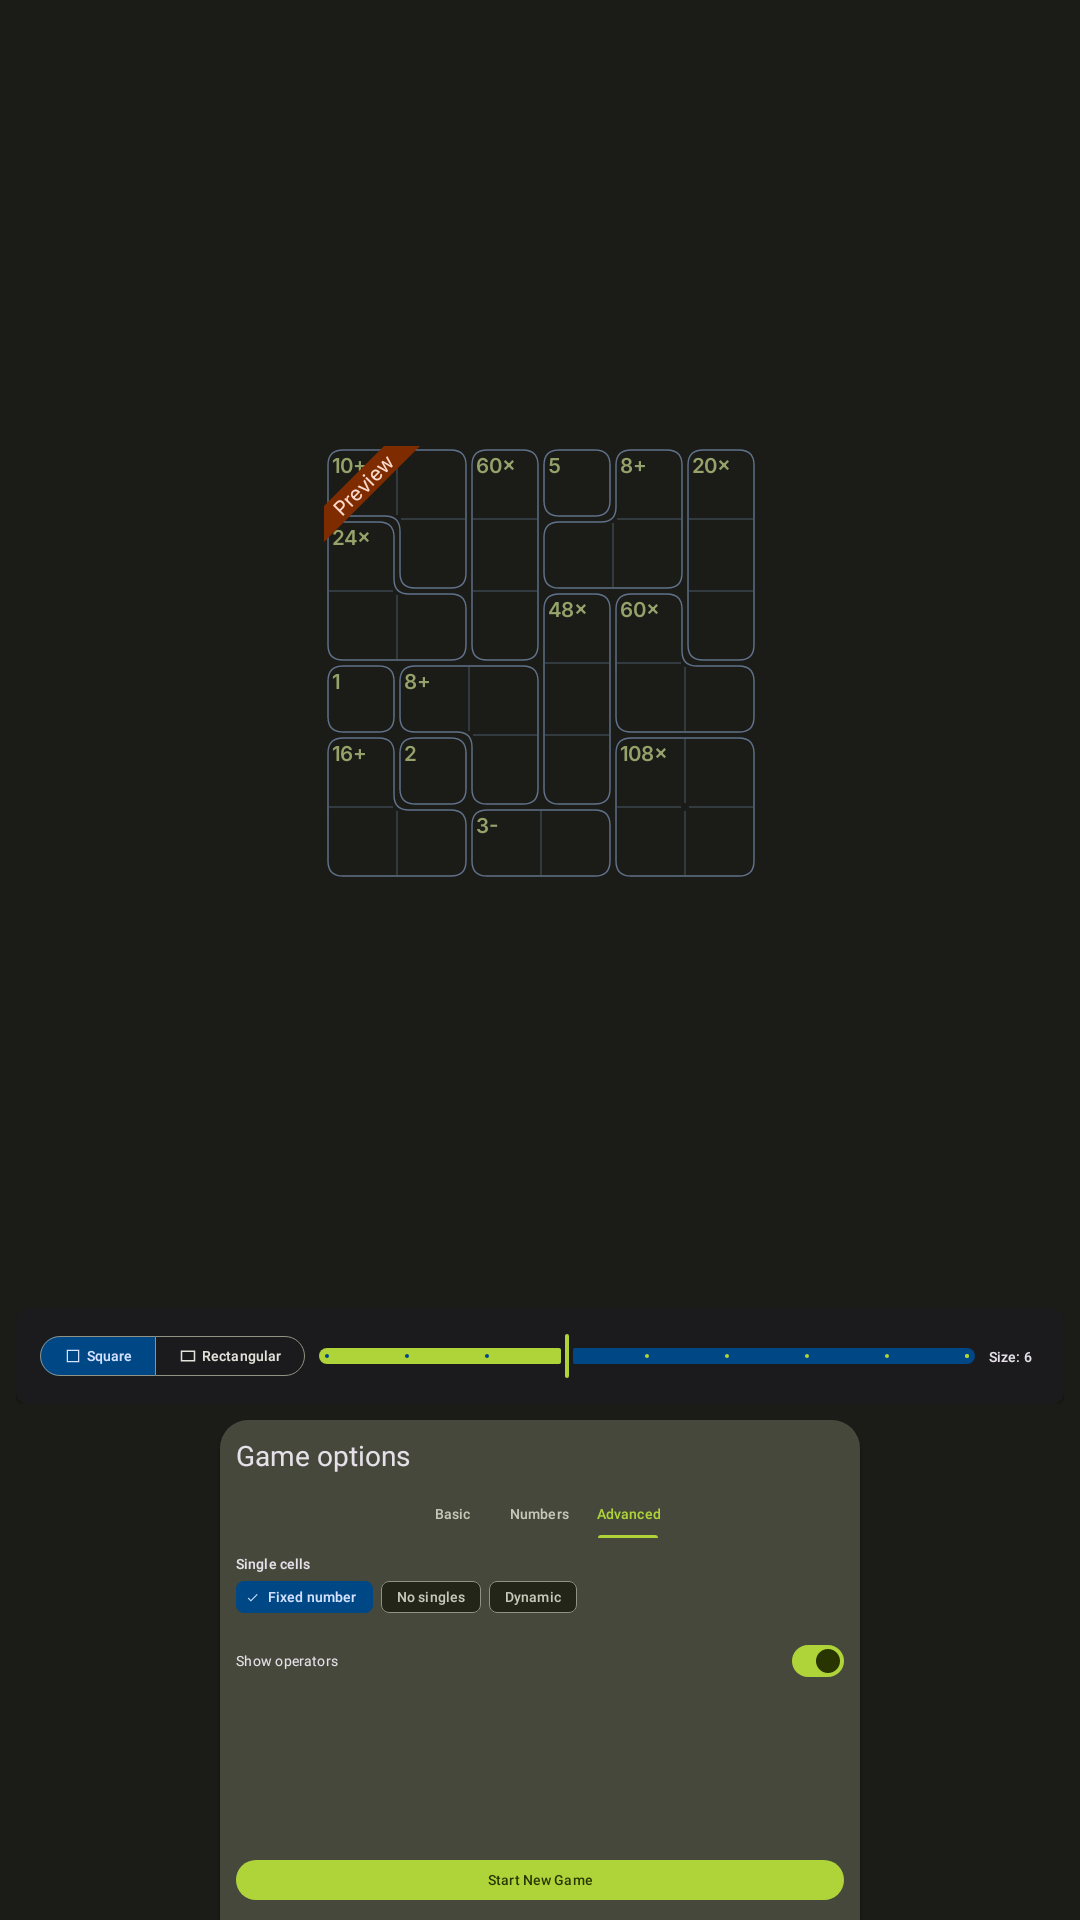 10+ 60× 5 8+ 20×
Preview
24×
48× 60×
1 8+
16+ 2 108×
3-
Square Rectangular Size: 6
Game options
Basic Numbers Advanced
Single cells
Fixed number No singles Dynamic
Show operators
Start New Game